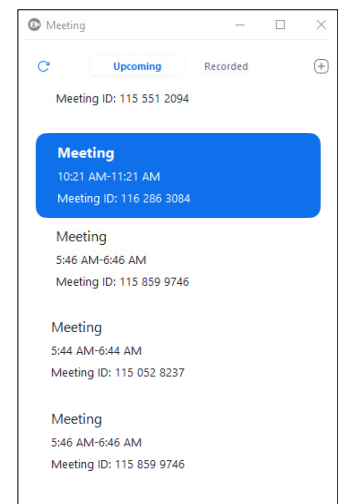 Meeting
Upcoming
Recorded
Meeting ID: 115 551 2094
Meeting
10:21 AM-11:21 AM
Meeting ID: 116 286 3084
Meeting
5:46 AM-6:46 AM
Meeting ID: 115 859 9746
Meeting
5:44 AM-6:44 AM
Meeting ID: 115 052 8237
Meeting
5:46 AM-6:46 AM
Meeting ID: 115 859 9746